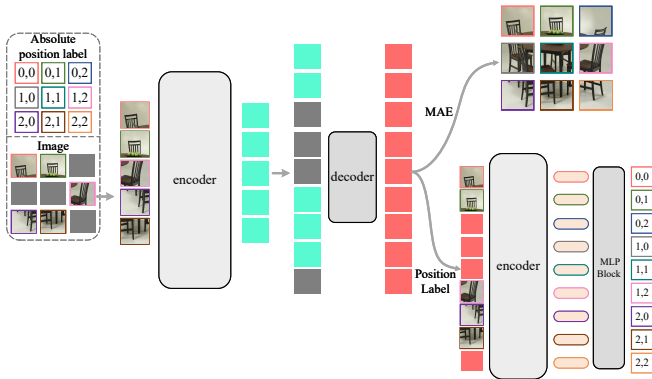 Absolute
position label
0,0 0,1 0,2
1,0 1,1 1,2
2,0 2,1 2,2
Image
encoder
decoder
MAE
Position
Label
encoder
MLP
Block
0,0
0,1
0,2
1,0
1,1
1,2
2,0
2,1
2,2